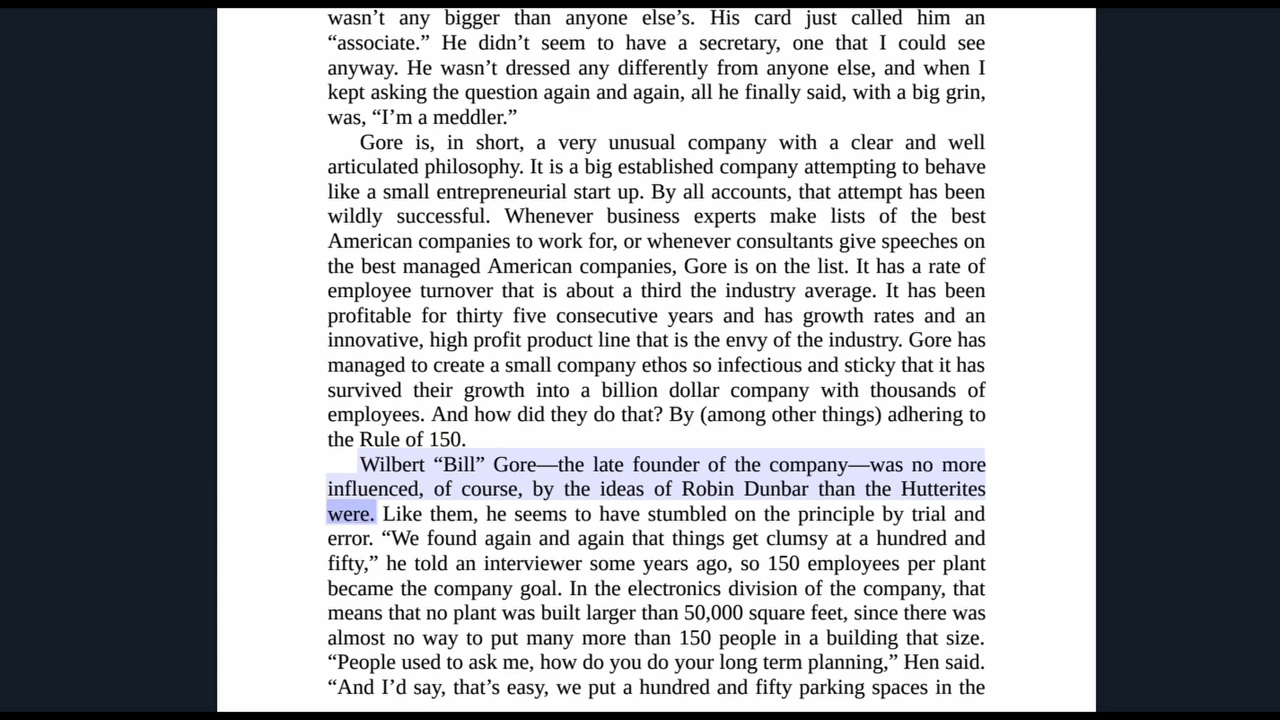 wasn’t any bigger than anyone else’s. His card just called him an
“associate.” He didn’t seem to have a secretary, one that I could see
anyway. He wasn’t dressed any differently from anyone else, and when I
kept asking the question again and again, all he finally said, with a big grin,
was, “I’m a meddler.”
Gore is, in short, a very unusual company with a clear and well
articulated philosophy. It is a big established company attempting to behave
like a small entrepreneurial start up. By all accounts, that attempt has been
wildly successful. Whenever business experts make lists of the best
American companies to work for, or whenever consultants give speeches on
the best managed American companies, Gore is on the list. It has a rate of
employee turnover that is about a third the industry average. It has been
profitable for thirty five consecutive years and has growth rates and an
innovative, high profit product line that is the envy of the industry. Gore has
managed to create a small company ethos so infectious and sticky that it has
survived their growth into a billion dollar company with thousands of
employees. And how did they do that? By (among other things) adhering to
the Rule of 150.
Wilbert “Bill” Gore—the late founder of the company—was no more
influenced, of course, by the ideas of Robin Dunbar than the Hutterites
were. Like them, he seems to have stumbled on the principle by trial and
error. “We found again and again that things get clumsy at a hundred and
fifty,” he told an interviewer some years ago, so 150 employees per plant
became the company goal. In the electronics division of the company, that
means that no plant was built larger than 50,000 square feet, since there was
almost no way to put many more than 150 people in a building that size.
“People used to ask me, how do you do your long term planning,” Hen said.
“And I’d say, that’s easy, we put a hundred and fifty parking spaces in the